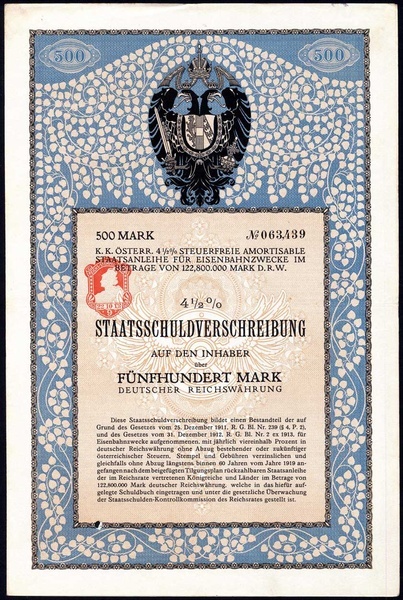 500 500
500 MARK № 063,439
K. K. ÖSTERR. 4½% STEUERFREIE AMORTISABLE
STAATSANLEIHE FÜR EISENBAHNZWECKE IM
BETRAGE VON 122,800.000 MARK D. R. W.
4½%
STAATSSCHULDVERSCHREIBUNG
AUF DEN INHABER
über
FÜNFHUNDERT MARK
DEUTSCHER REICHSWÄHRUNG
Diese Staatsschuldverschreibung bildet einen Bestandteil der auf
Grund des Gesetzes vom 25. Dezember 1911, R. G. Bl. Nr. 239 (§ 4, P. 2),
und des Gesetzes vom 31. Dezember 1912, R. G. Bl. Nr. 2 ex 1913, für
Eisenbahnzwecke aufgenommenen, mit jährlich viereinhalb Prozent in
deutscher Reichswährung ohne Abzug bestehender oder zukünftiger
österreichischer Steuern, Stempel und Gebühren verzinslichen und
gleichfalls ohne Abzug längstens binnen 60 Jahren vom Jahre 1919 an-
gefangen nach dem beigefügten Tilgungsplan rückzahlbaren Staatsanleihe
der im Reichsrate vertretenen Königreiche und Länder im Betrage von
122,800.000 Mark deutscher Reichswährung, welche in das hiefür auf-
gelegte Schuldbuch eingetragen und unter die gesetzliche Überwachung
der Staatsschulden-Kontrollkommission des Reichsrates gestellt ist.